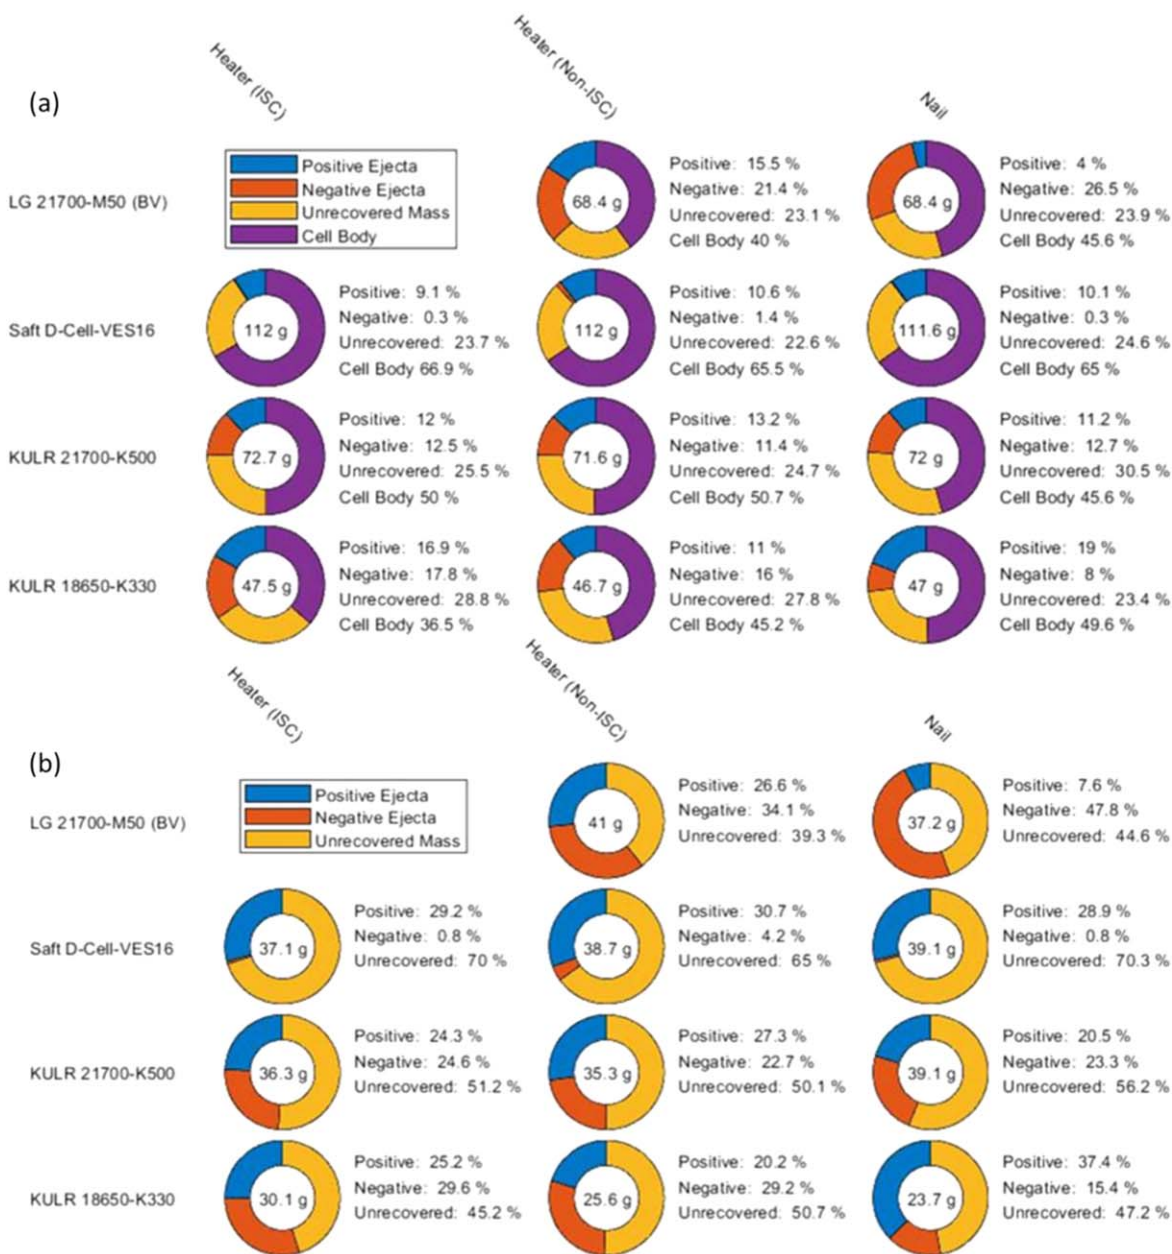 (a)
Heater (ISC)
Heater (Non-ISC)
Nail
Positive Ejecta
Negative Ejecta
Unrecovered Mass
Cell Body
LG 21700-M50 (BV)
68.4 g
Positive: 15.5 %
Negative: 21.4 %
Unrecovered: 23.1 %
Cell Body 40 %
68.4 g
Positive: 4 %
Negative: 26.5 %
Unrecovered: 23.9 %
Cell Body 45.6 %
Saft D-Cell-VES16
112 g
Positive: 9.1 %
Negative: 0.3 %
Unrecovered: 23.7 %
Cell Body 66.9 %
112 g
Positive: 10.6 %
Negative: 1.4 %
Unrecovered: 22.6 %
Cell Body 65.5 %
111.6 g
Positive: 10.1 %
Negative: 0.3 %
Unrecovered: 24.6 %
Cell Body 65 %
KULR 21700-K500
72.7 g
Positive: 12 %
Negative: 12.5 %
Unrecovered: 25.5 %
Cell Body 50 %
71.6 g
Positive: 13.2 %
Negative: 11.4 %
Unrecovered: 24.7 %
Cell Body 50.7 %
72 g
Positive: 11.2 %
Negative: 12.7 %
Unrecovered: 30.5 %
Cell Body 45.6 %
KULR 18650-K330
47.5 g
Positive: 16.9 %
Negative: 17.8 %
Unrecovered: 28.8 %
Cell Body 36.5 %
46.7 g
Positive: 11 %
Negative: 16 %
Unrecovered: 27.8 %
Cell Body 45.2 %
47 g
Positive: 19 %
Negative: 8 %
Unrecovered: 23.4 %
Cell Body 49.6 %
(b)
Heater (ISC)
Heater (Non-ISC)
Nail
Positive Ejecta
Negative Ejecta
Unrecovered Mass
LG 21700-M50 (BV)
41 g
Positive: 26.6 %
Negative: 34.1 %
Unrecovered: 39.3 %
37.2 g
Positive: 7.6 %
Negative: 47.8 %
Unrecovered: 44.6 %
Saft D-Cell-VES16
37.1 g
Positive: 29.2 %
Negative: 0.8 %
Unrecovered: 70 %
38.7 g
Positive: 30.7 %
Negative: 4.2 %
Unrecovered: 65 %
39.1 g
Positive: 28.9 %
Negative: 0.8 %
Unrecovered: 70.3 %
KULR 21700-K500
36.3 g
Positive: 24.3 %
Negative: 24.6 %
Unrecovered: 51.2 %
35.3 g
Positive: 27.3 %
Negative: 22.7 %
Unrecovered: 50.1 %
39.1 g
Positive: 20.5 %
Negative: 23.3 %
Unrecovered: 56.2 %
KULR 18650-K330
30.1 g
Positive: 25.2 %
Negative: 29.6 %
Unrecovered: 45.2 %
25.6 g
Positive: 20.2 %
Negative: 29.2 %
Unrecovered: 50.7 %
23.7 g
Positive: 37.4 %
Negative: 15.4 %
Unrecovered: 47.2 %